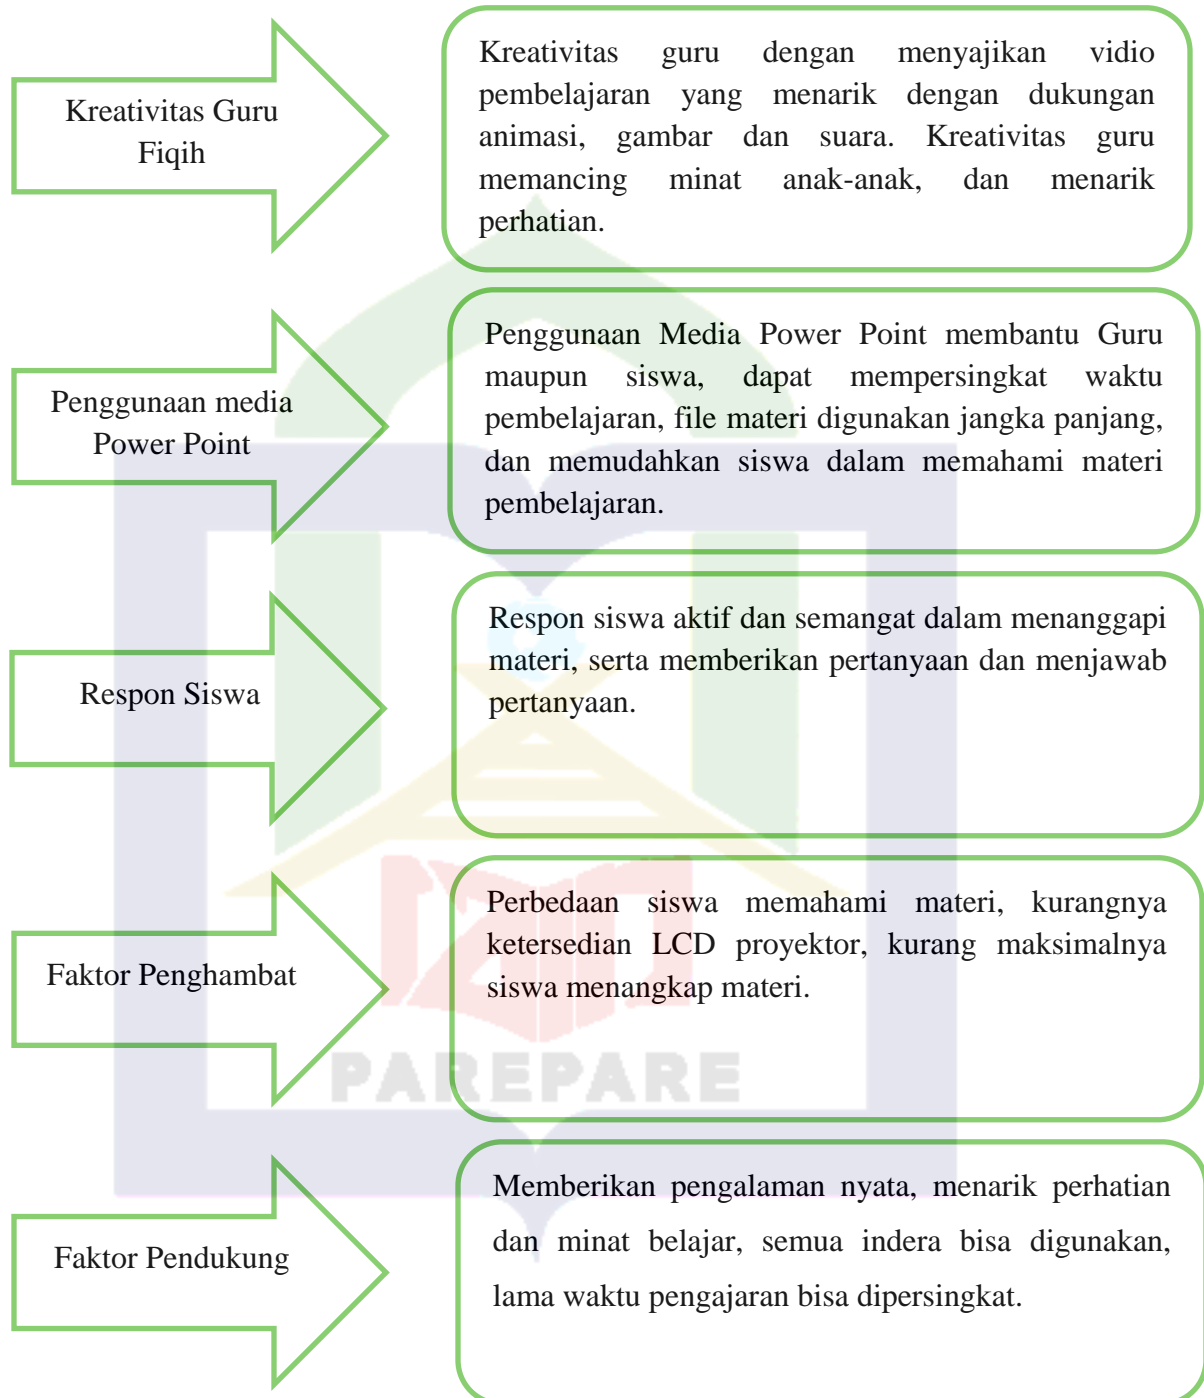 Kreativitas Guru
Fiqih
Kreativitas guru dengan menyajikan vidio
pembelajaran yang menarik dengan dukungan
animasi, gambar dan suara. Kreativitas guru
memancing minat anak-anak, dan menarik
perhatian.
Penggunaan media
Power Point
Penggunaan Media Power Point membantu Guru
maupun siswa, dapat mempersingkat waktu
pembelajaran, file materi digunakan jangka panjang,
dan memudahkan siswa dalam memahami materi
pembelajaran.
Respon Siswa
Respon siswa aktif dan semangat dalam menanggapi
materi, serta memberikan pertanyaan dan menjawab
pertanyaan.
Faktor Penghambat
Perbedaan siswa memahami materi, kurangnya
ketersedian LCD proyektor, kurang maksimalnya
siswa menangkap materi.
PAREPARE
Faktor Pendukung
Memberikan pengalaman nyata, menarik perhatian
dan minat belajar, semua indera bisa digunakan,
lama waktu pengajaran bisa dipersingkat.